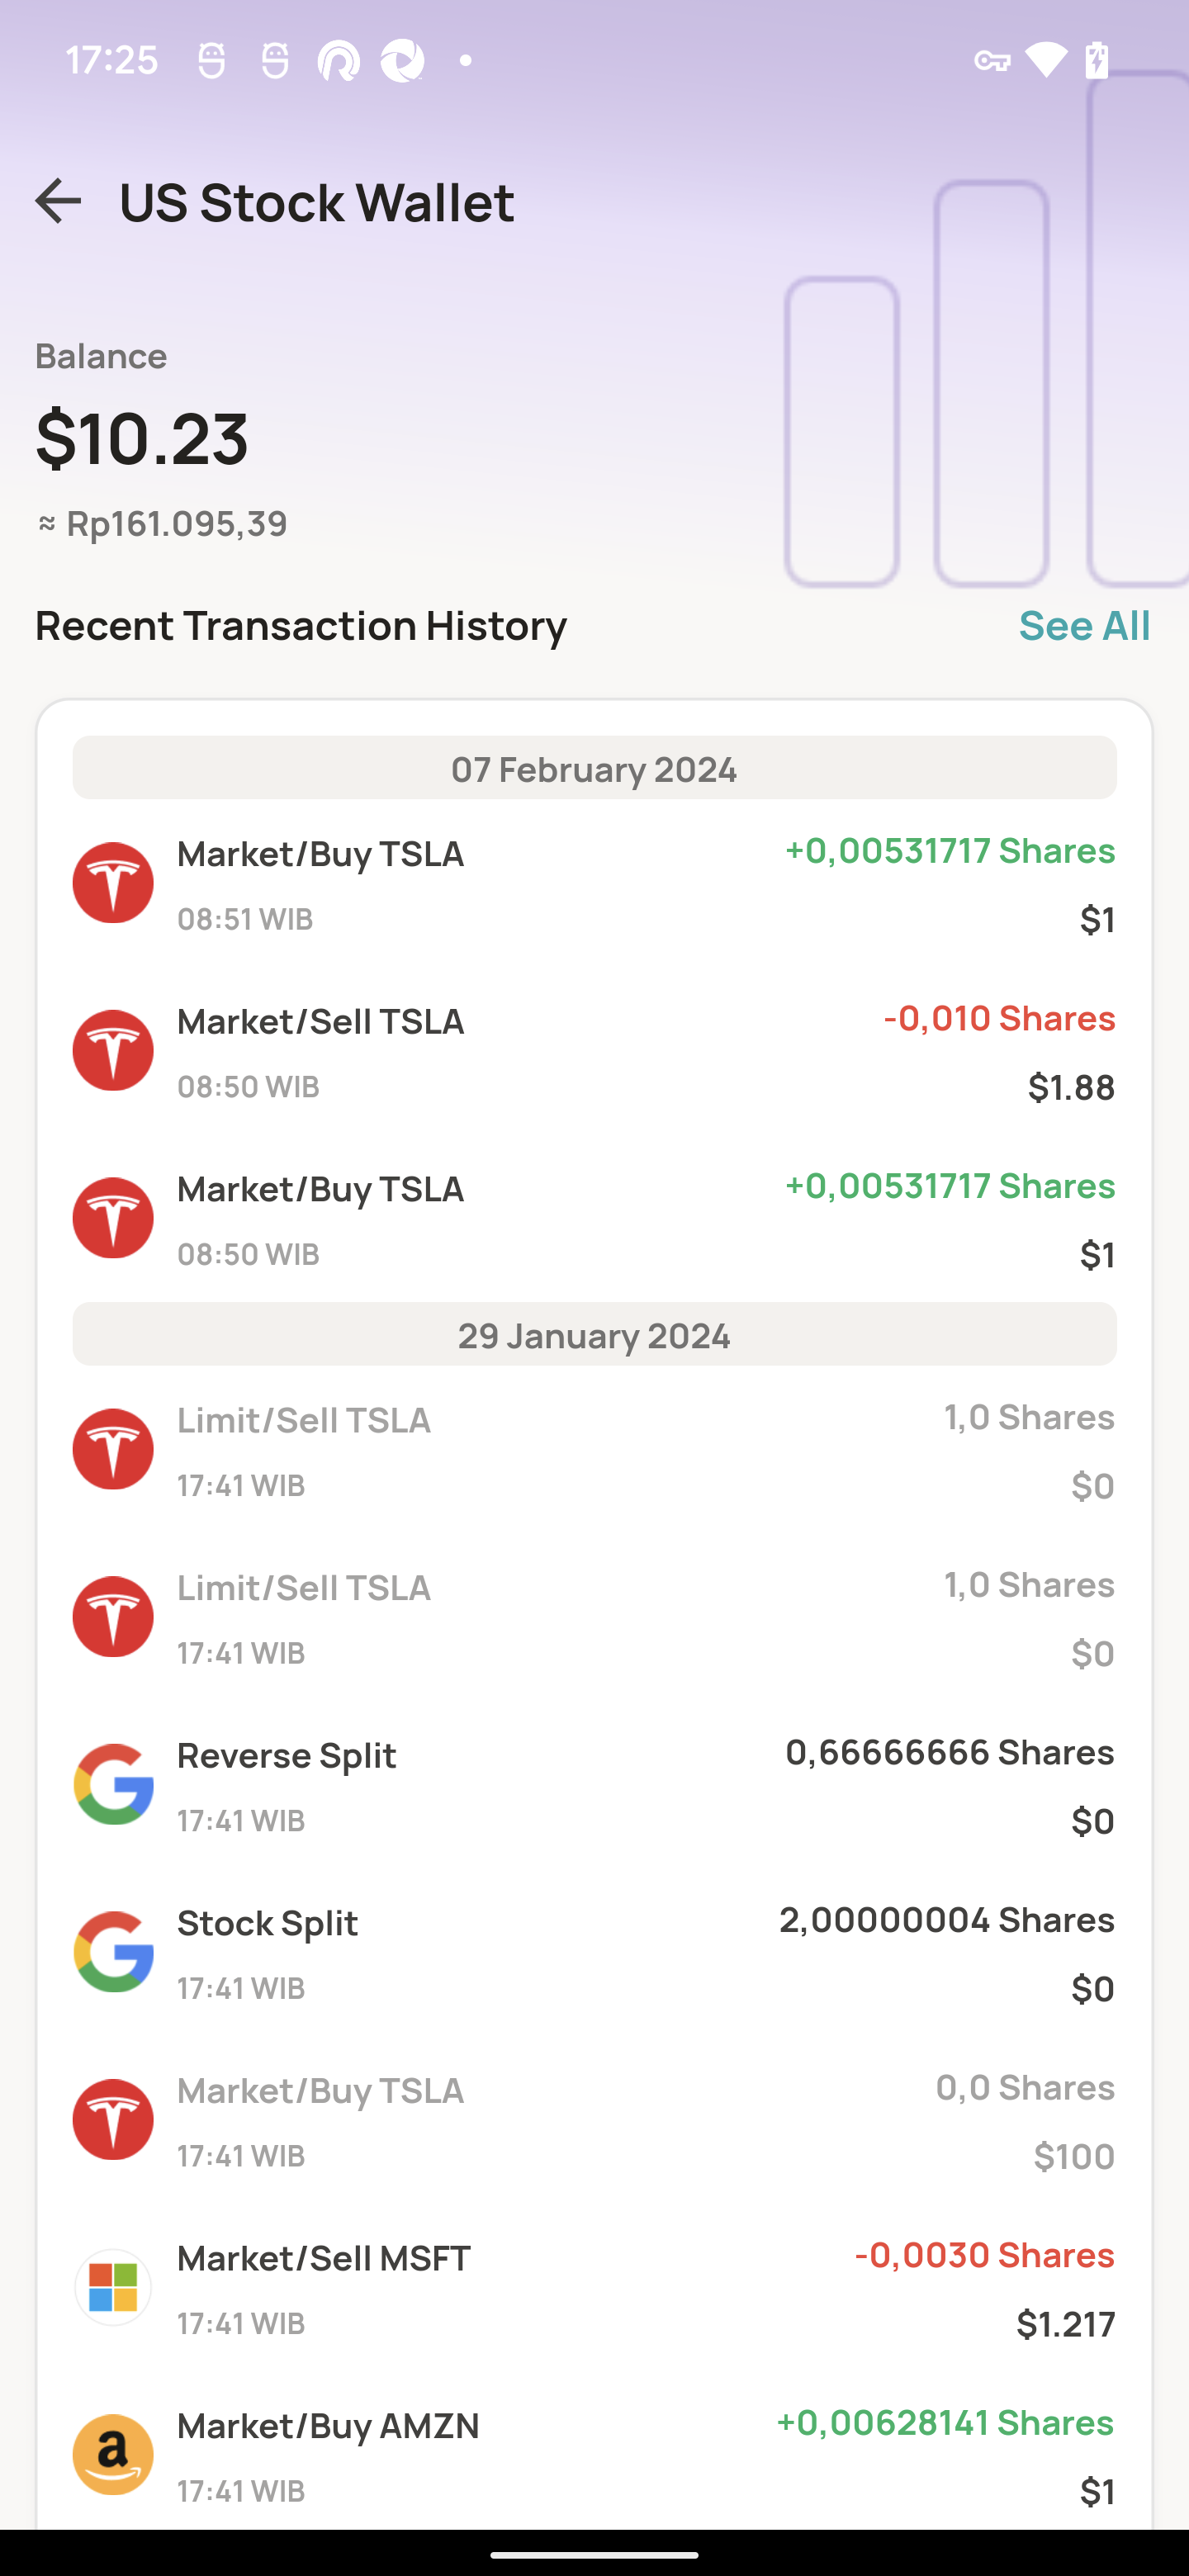 17:25
US Stock Wallet
Balance
$10.23
≈ Rp161.095,39
Recent Transaction History
See All
07 February 2024
Market/Buy TSLA
+0,00531717 Shares
08:51 WIB
$1
Market/Sell TSLA
-0,010 Shares
08:50 WIB
$1.88
Market/Buy TSLA
+0,00531717 Shares
08:50 WIB
$1
29 January 2024
Limit/Sell TSLA
1,0 Shares
17:41 WIB
$0
Limit/Sell TSLA
1,0 Shares
17:41 WIB
$0
Reverse Split
0,66666666 Shares
17:41 WIB
$0
Stock Split
2,00000004 Shares
17:41 WIB
$0
Market/Buy TSLA
0,0 Shares
17:41 WIB
$100
Market/Sell MSFT
-0,0030 Shares
17:41 WIB
$1.217
Market/Buy AMZN
+0,00628141 Shares
17:41 WIB
$1